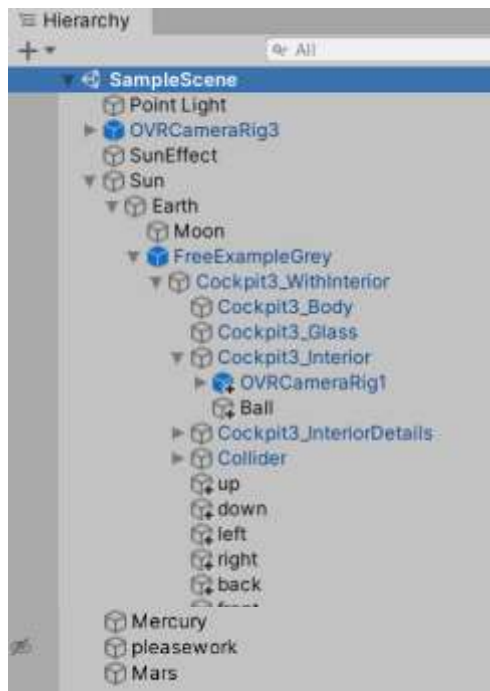 Hierarchy
All
SampleScene
Point Light
OVRCameraRig3
SunEffect
Sun
Earth
Moon
FreeExampleGrey
Cockpit3_WithInterior
Cockpit3_Body
Cockpit3_Glass
Cockpit3_Interior
OVRCameraRig1
Ball
Cockpit3_InteriorDetails
Collider
up
down
left
right
back
Mercury
pleasework
Mars